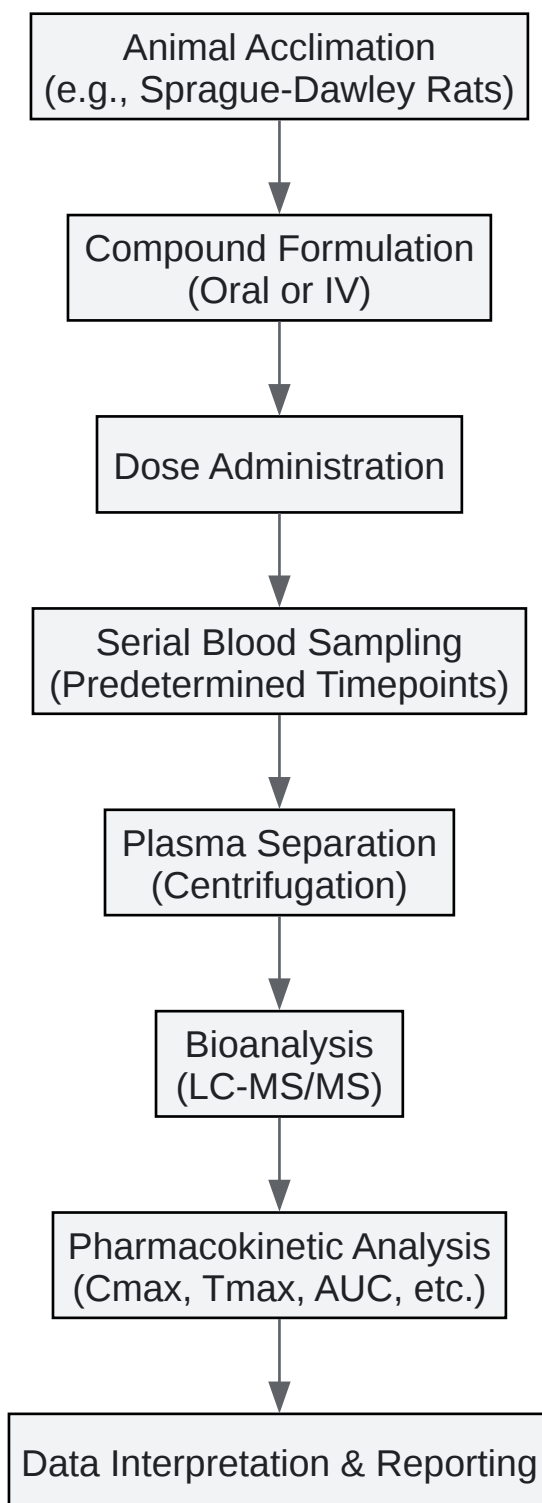 Animal Acclimation
(e.g., Sprague-Dawley Rats)
Compound Formulation
(Oral or IV)
Dose Administration
Serial Blood Sampling
(Predetermined Timepoints)
Plasma Separation
(Centrifugation)
Bioanalysis
(LC-MS/MS)
Pharmacokinetic Analysis
(Cmax, Tmax, AUC, etc.)
Data Interpretation & Reporting